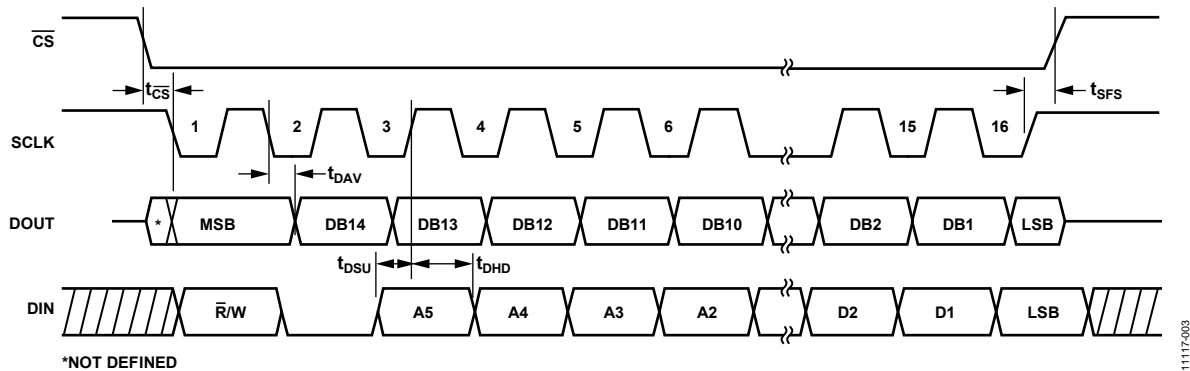 CS
tCS
tSFS
SCLK
1 2 3 4 5 6 15 16
tDAV
DOUT
* MSB DB14 DB13 DB12 DB11 DB10 DB2 DB1 LSB
tDSU tDHD
DIN
R/W A5 A4 A3 A2 D2 D1 LSB
*NOT DEFINED
11117-003